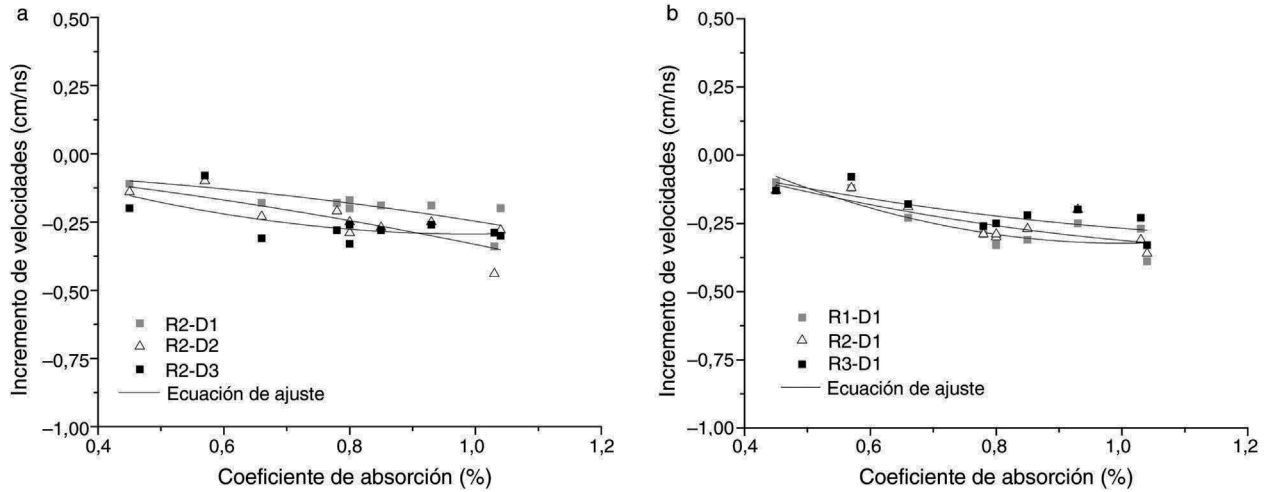 a
Incremento de velocidades (cm/ns)
0,50
0,25
0,00
–0,25
–0,50
–0,75
–1,00
R2-D1
R2-D2
R2-D3
Ecuación de ajuste
0,4
0,6
0,8
1,0
1,2
Coeficiente de absorción (%)
b
Incremento de velocidades (cm/ns)
0,50
0,25
0,00
–0,25
–0,50
–0,75
–1,00
R1-D1
R2-D1
R3-D1
Ecuación de ajuste
0,4
0,6
0,8
1,0
1,2
Coeficiente de absorción (%)